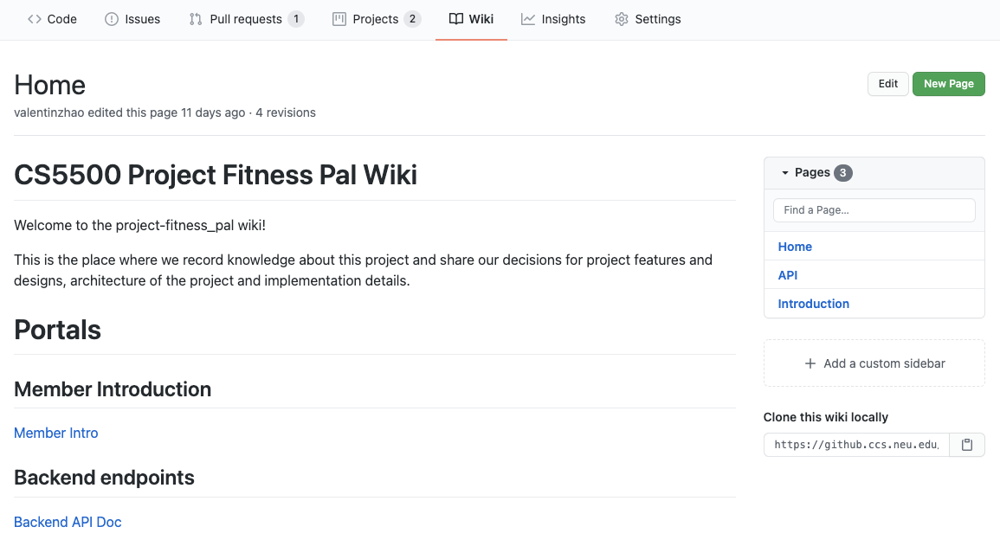 Code Issues Pull requests 1 Projects 2 Wiki Insights Settings
Home
Edit New Page
valentinzhao edited this page 11 days ago · 4 revisions
CS5500 Project Fitness Pal Wiki
Welcome to the project-fitness_pal wiki!
This is the place where we record knowledge about this project and share our decisions for project features and
designs, architecture of the project and implementation details.
Portals
Member Introduction
Member Intro
Backend endpoints
Backend API Doc
Pages 3
Find a Page...
Home
API
Introduction
Add a custom sidebar
Clone this wiki locally
https://github.ccs.neu.edu/